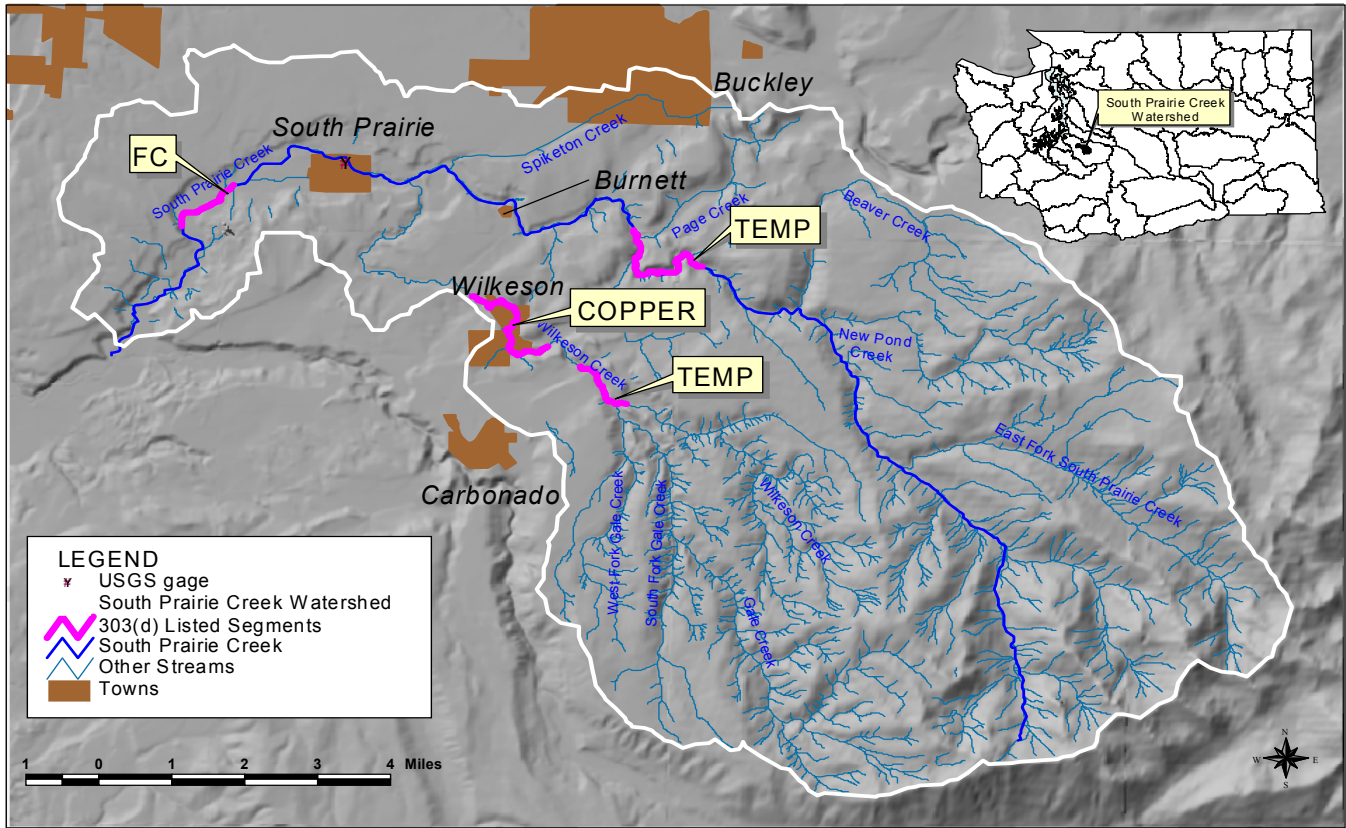 Buckley
South Prairie Creek
Watershed
South Prairie
Spiketon Creek
FC
South Prairie Creek
Burnett
Beaver Creek
Page Creek
TEMP
Wilkeson
COPPER
Wilkeson Creek
New Pond
Creek
TEMP
East Fork South Prairie Creek
Carbonado
West Fork Gale Creek
South Fork Gale Creek
Wilkeson Creek
Gale Creek
LEGEND
USGS gage
South Prairie Creek Watershed
303(d) Listed Segments
South Prairie Creek
Other Streams
Towns
1 0 1 2 3 4 Miles
N
W E
S